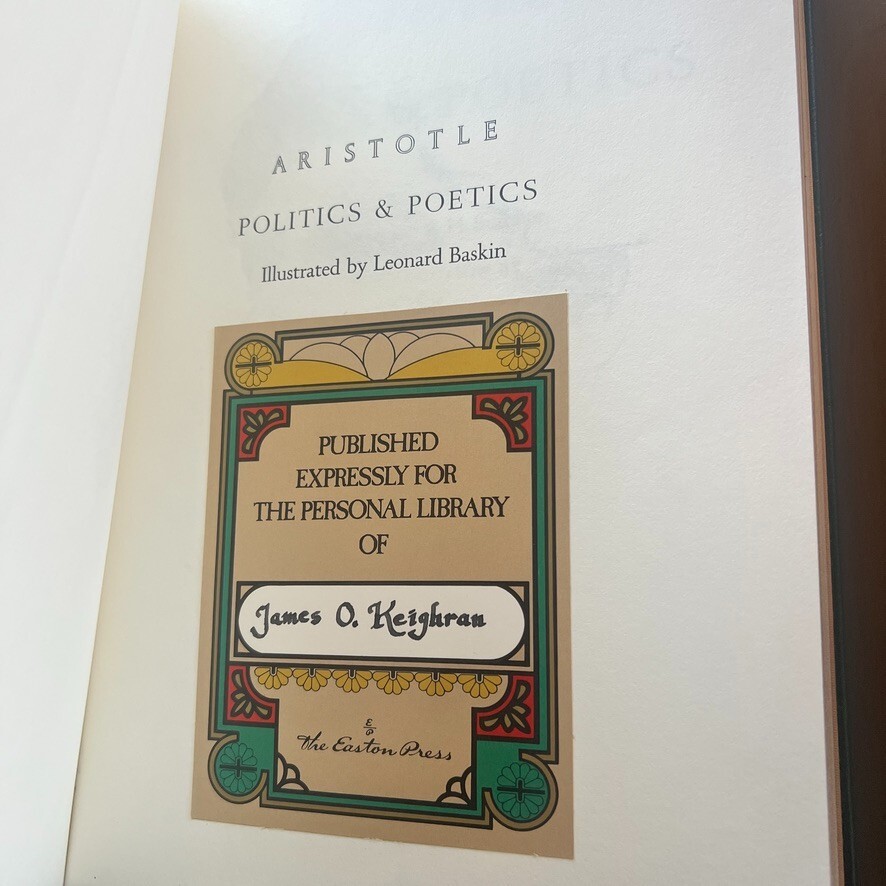 ARISTOTLE
POLITICS & POETICS
Illustrated by Leonard Baskin
PUBLISHED
EXPRESSLY FOR
THE PERSONAL LIBRARY
OF
James O. Keighran
E/P
The Easton Press